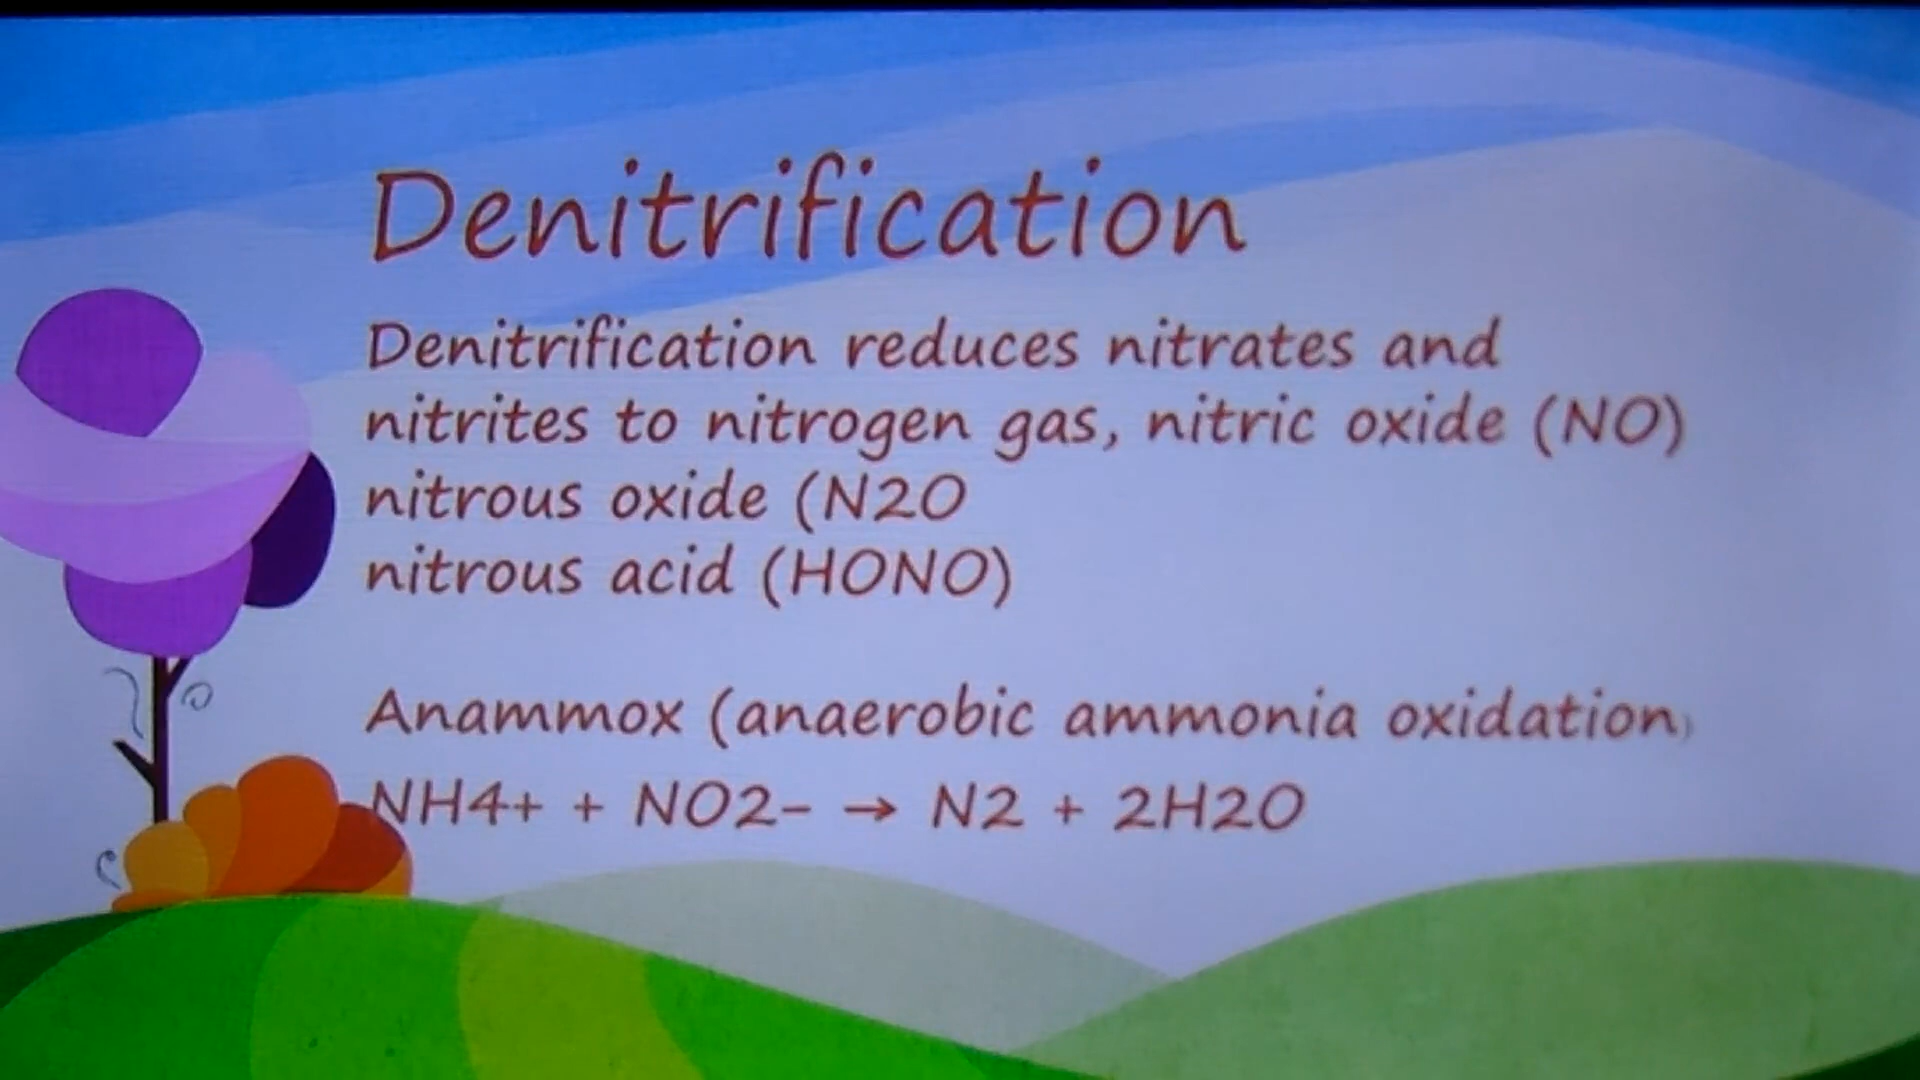 Denitrification
Denitrification reduces nitrates and
nitrites to nitrogen gas, nitric oxide (NO)
nitrous oxide (N2O
nitrous acid (HONO)
Anammox (anaerobic ammonia oxidation)
NH4+ + NO2- → N2 + 2H2O